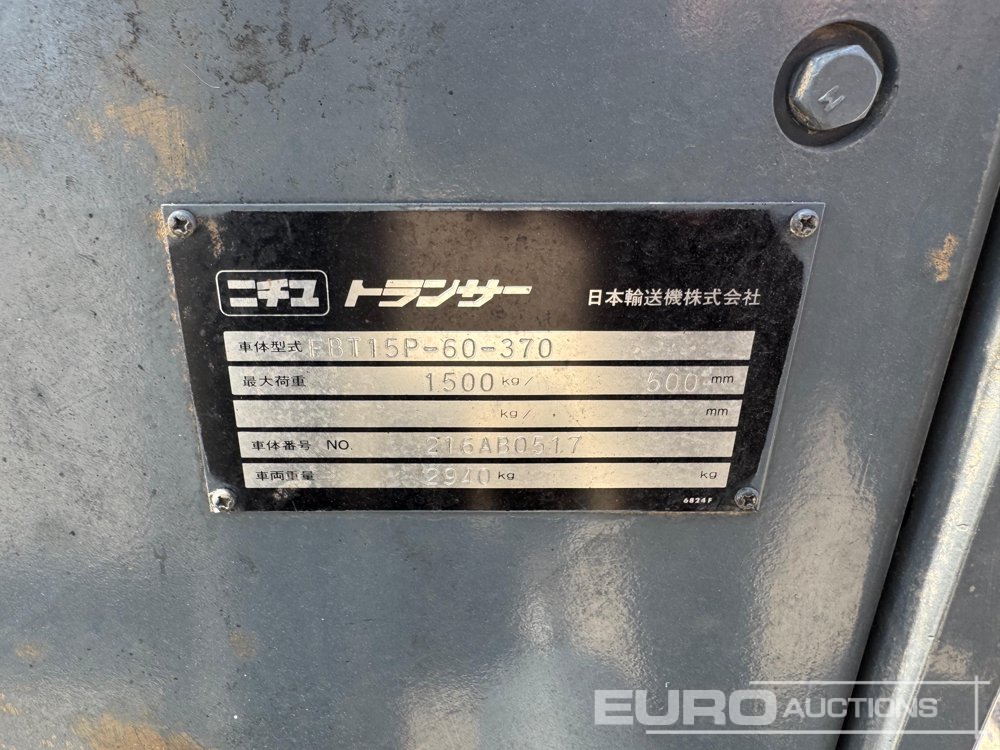 ニチユ トランサー 日本輸送機株式会社
車体型式 FBT15P-60-370
最大荷重 1500 kg/ 500 mm
kg/ mm
車体番号 NO. 216AB0517
車両重量 2940 kg kg
6824F
M
EURO AUCTIONS